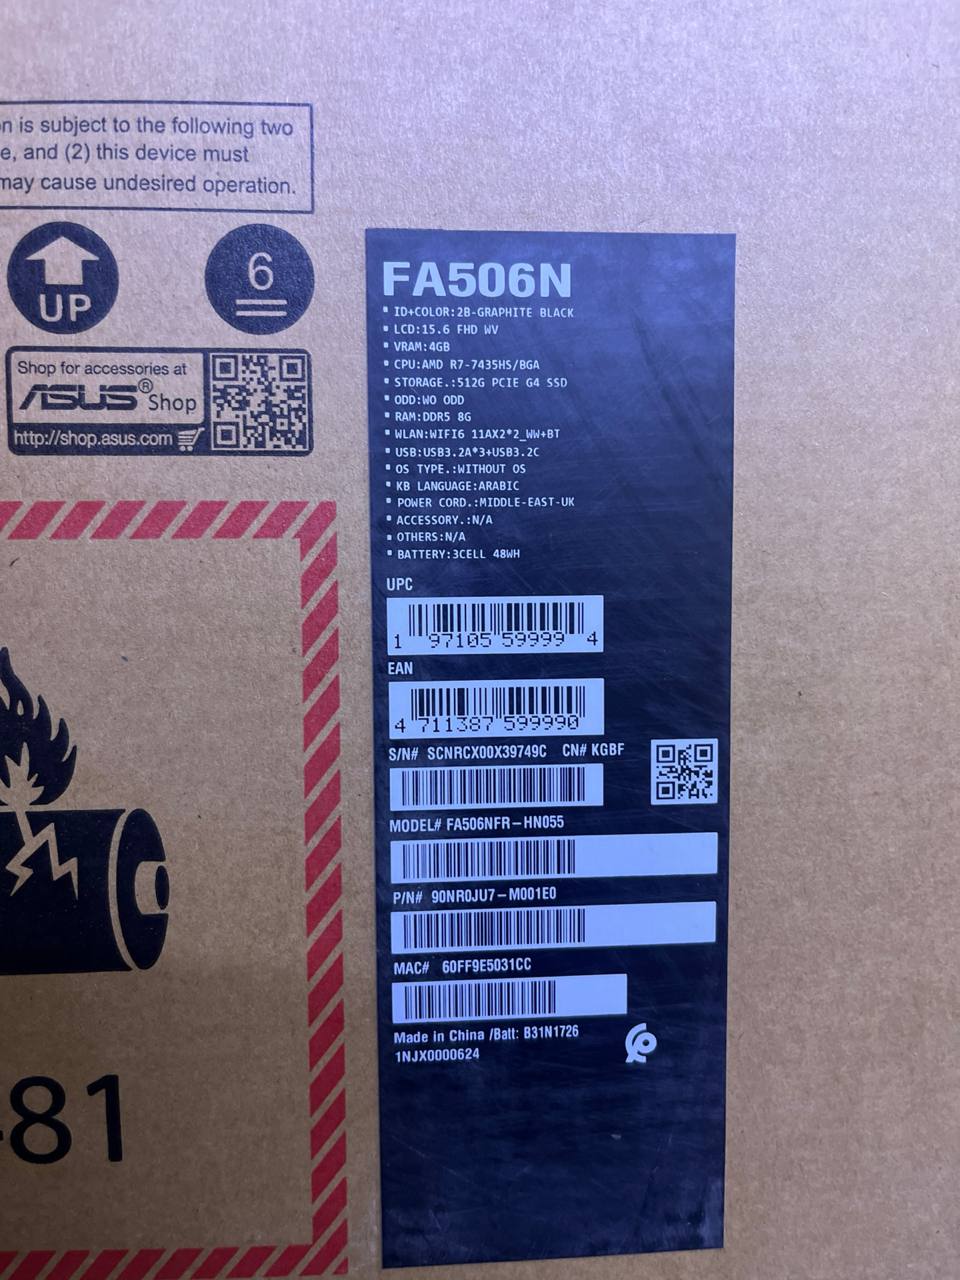 n is subject to the following two
e, and (2) this device must
may cause undesired operation.
UP
6
Shop for accessories at
ASUS® Shop
http://shop.asus.com
FA506N
ID+COLOR:2B-GRAPHITE BLACK
LCD:15.6 FHD WV
VRAM:4GB
CPU:AMD R7-7435HS/BGA
STORAGE.:512G PCIE G4 SSD
ODD:WO ODD
RAM:DDR5 8G
WLAN:WIFI6 11AX2*2_WW+BT
USB:USB3.2A*3+USB3.2C
OS TYPE.:WITHOUT OS
KB LANGUAGE:ARABIC
POWER CORD.:MIDDLE-EAST-UK
ACCESSORY.:N/A
OTHERS:N/A
BATTERY:3CELL 48WH
UPC
1 97105 59999 4
EAN
4 711387 599990
S/N# SCNRCX00X39749C CN# KGBF
MODEL# FA506NFR-HN055
P/N# 90NR0JU7-M001E0
MAC# 60FF9E5031CC
Made in China /Batt: B31N1726
1NJX0000624
81